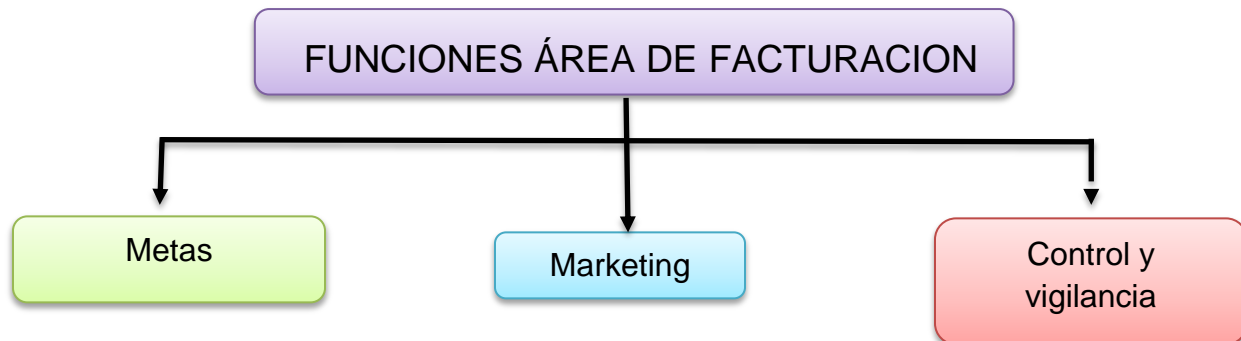 FUNCIONES ÁREA DE FACTURACION
Metas
Marketing
Control y
vigilancia